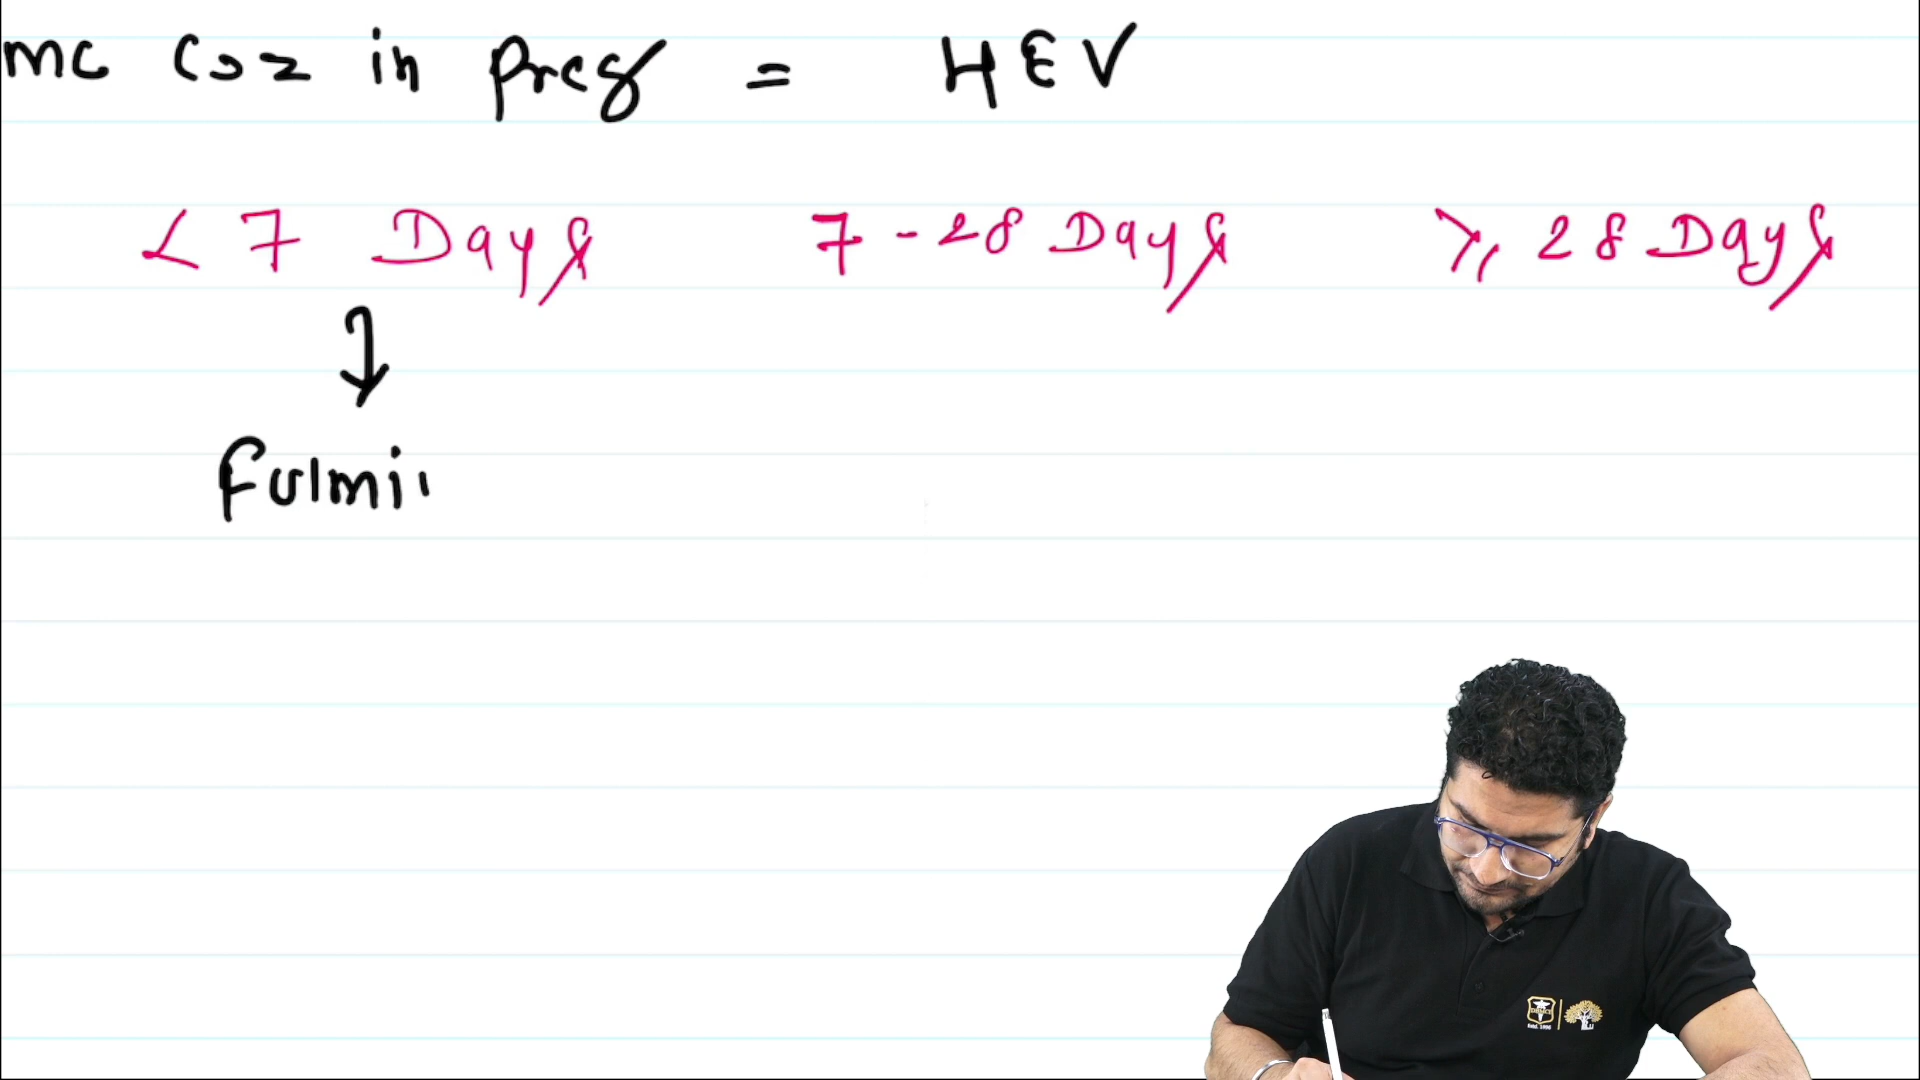 mc Coz in Preg = HEV
< 7 Days 7 - 28 Days ≥ 28 Days
↓
Fulmi